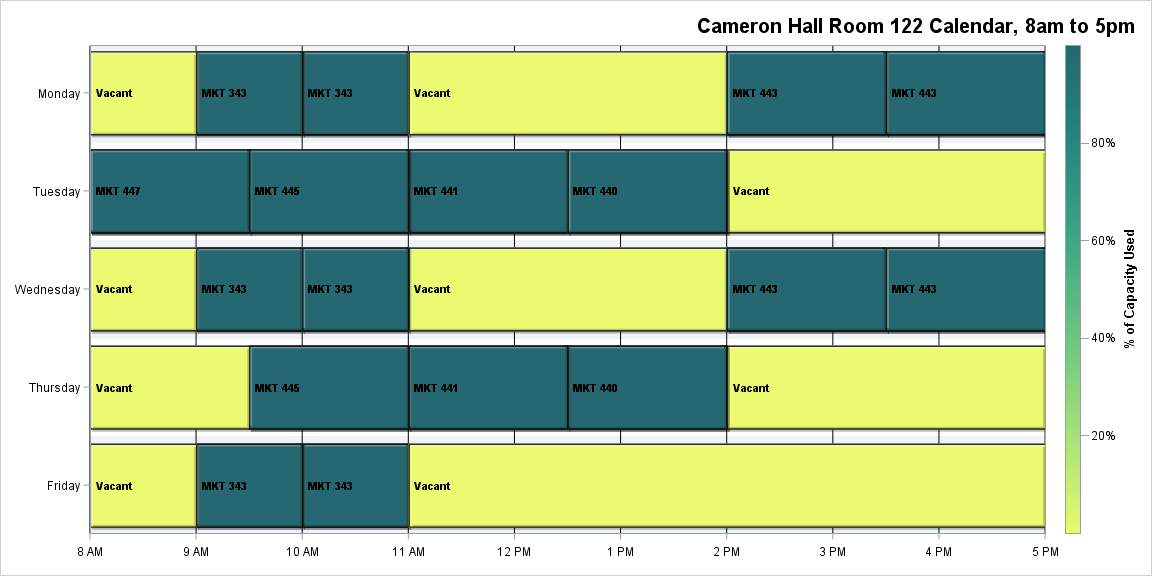 Cameron Hall Room 122 Calendar, 8am to 5pm
Monday Vacant MKT 343 MKT 343 Vacant MKT 443 MKT 443
80%
Tuesday MKT 447 MKT 445 MKT 441 MKT 440 Vacant
60%
% of Capacity Used
Wednesday Vacant MKT 343 MKT 343 Vacant MKT 443 MKT 443
40%
Thursday Vacant MKT 445 MKT 441 MKT 440 Vacant
20%
Friday Vacant MKT 343 MKT 343 Vacant
8 AM 9 AM 10 AM 11 AM 12 PM 1 PM 2 PM 3 PM 4 PM 5 PM